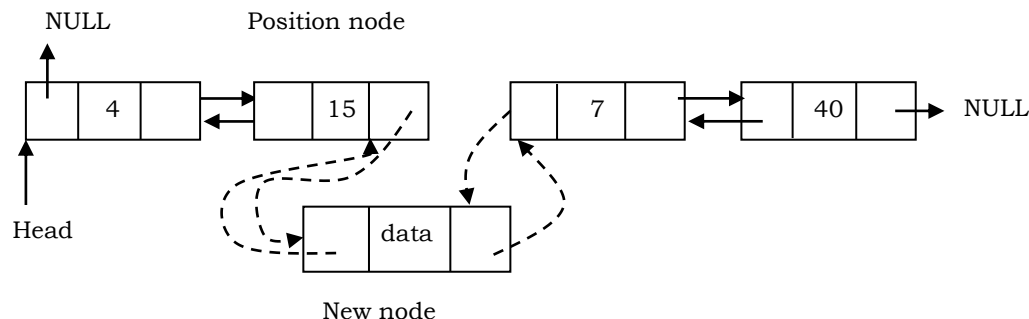 NULL Position node
4 15 7 40 NULL
Head data
New node